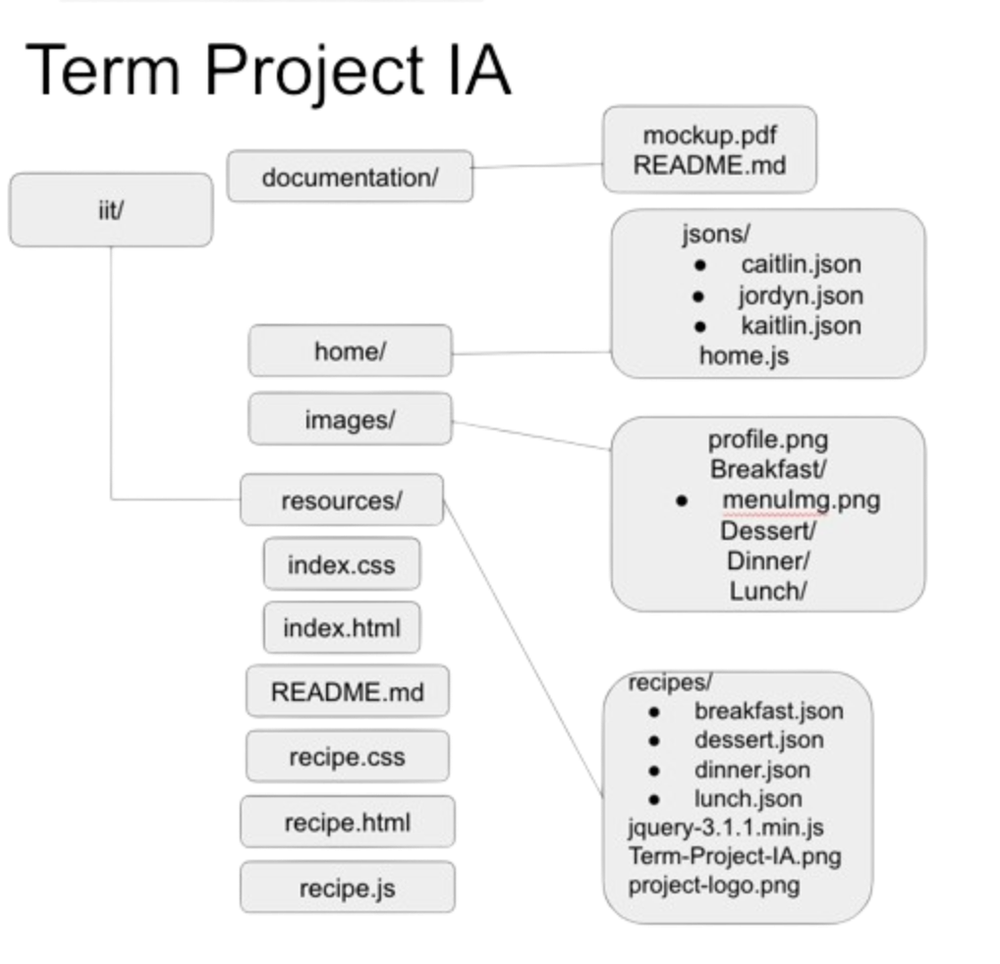 Term Project IA
iit/
documentation/
mockup.pdf
README.md
home/
jsons/
● caitlin.json
● jordyn.json
● kaitlin.json
home.js
images/
profile.png
Breakfast/
● menuImg.png
Dessert/
Dinner/
Lunch/
resources/
recipes/
● breakfast.json
● dessert.json
● dinner.json
● lunch.json
jquery-3.1.1.min.js
Term-Project-IA.png
project-logo.png
index.css
index.html
README.md
recipe.css
recipe.html
recipe.js